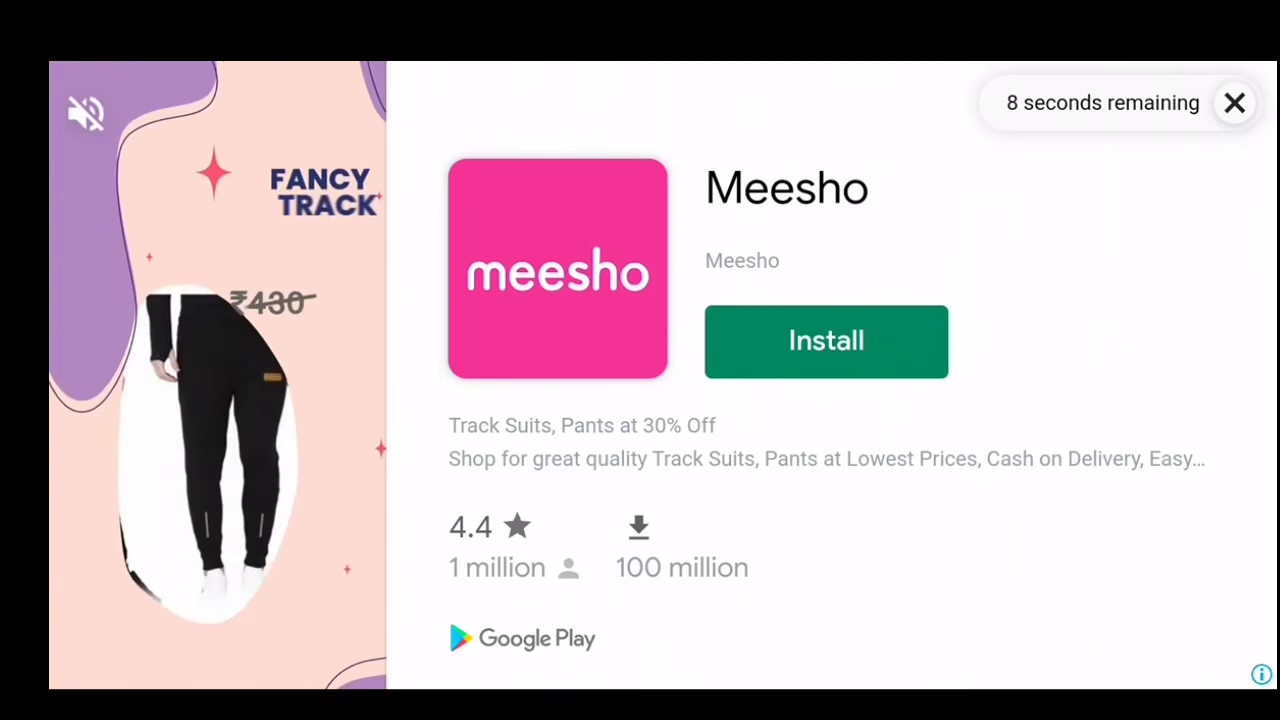 FANCY
TRACK
₹430
8 seconds remaining
meesho
Meesho
Meesho
Install
Track Suits, Pants at 30% Off
Shop for great quality Track Suits, Pants at Lowest Prices, Cash on Delivery, Easy...
4.4
1 million
100 million
Google Play